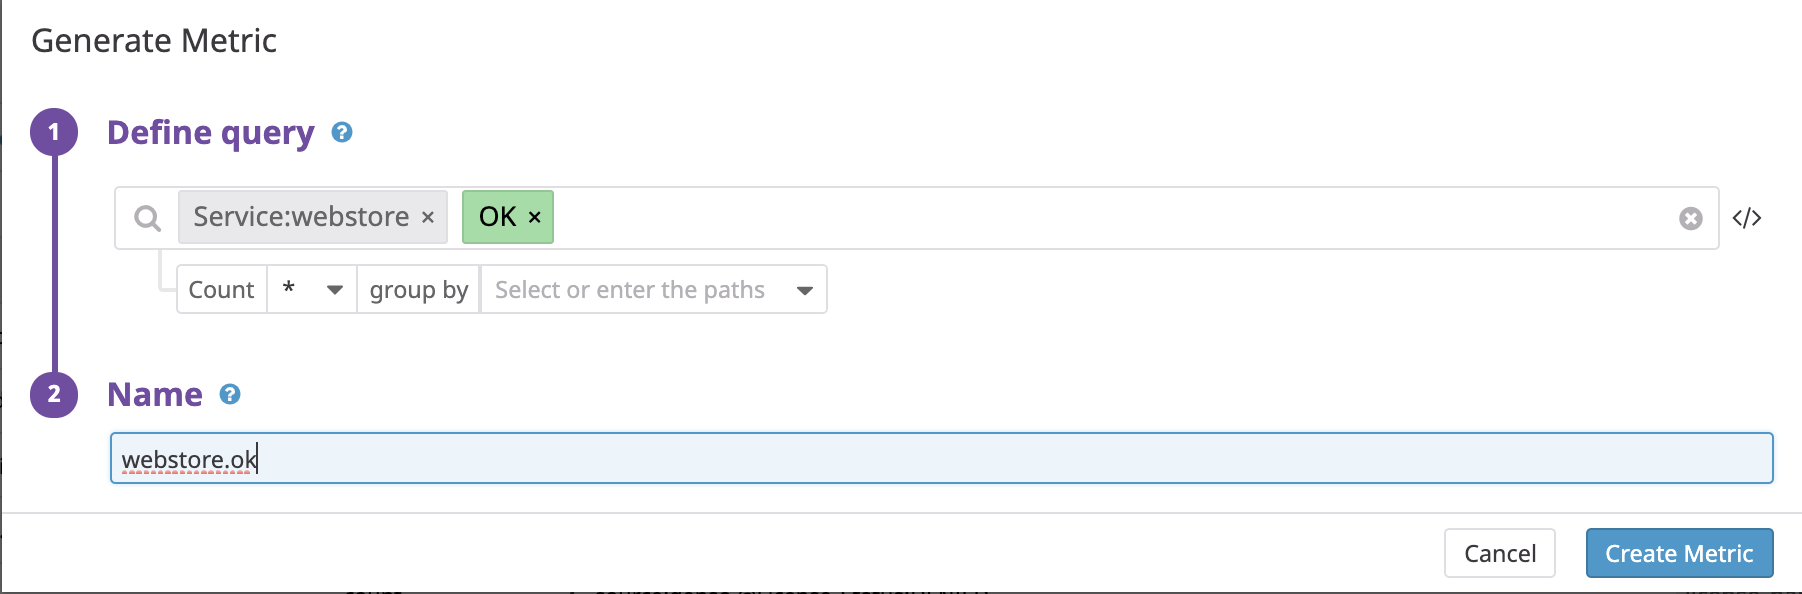 Generate Metric
1 Define query ?
Service:webstore × OK × </>
Count * group by Select or enter the paths
2 Name ?
webstore.ok
Cancel Create Metric